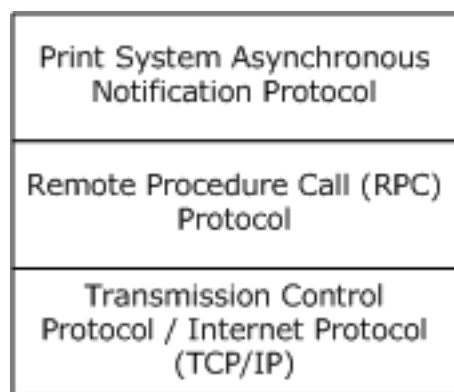 Print System Asynchronous
Notification Protocol
Remote Procedure Call (RPC)
Protocol
Transmission Control
Protocol / Internet Protocol
(TCP/IP)